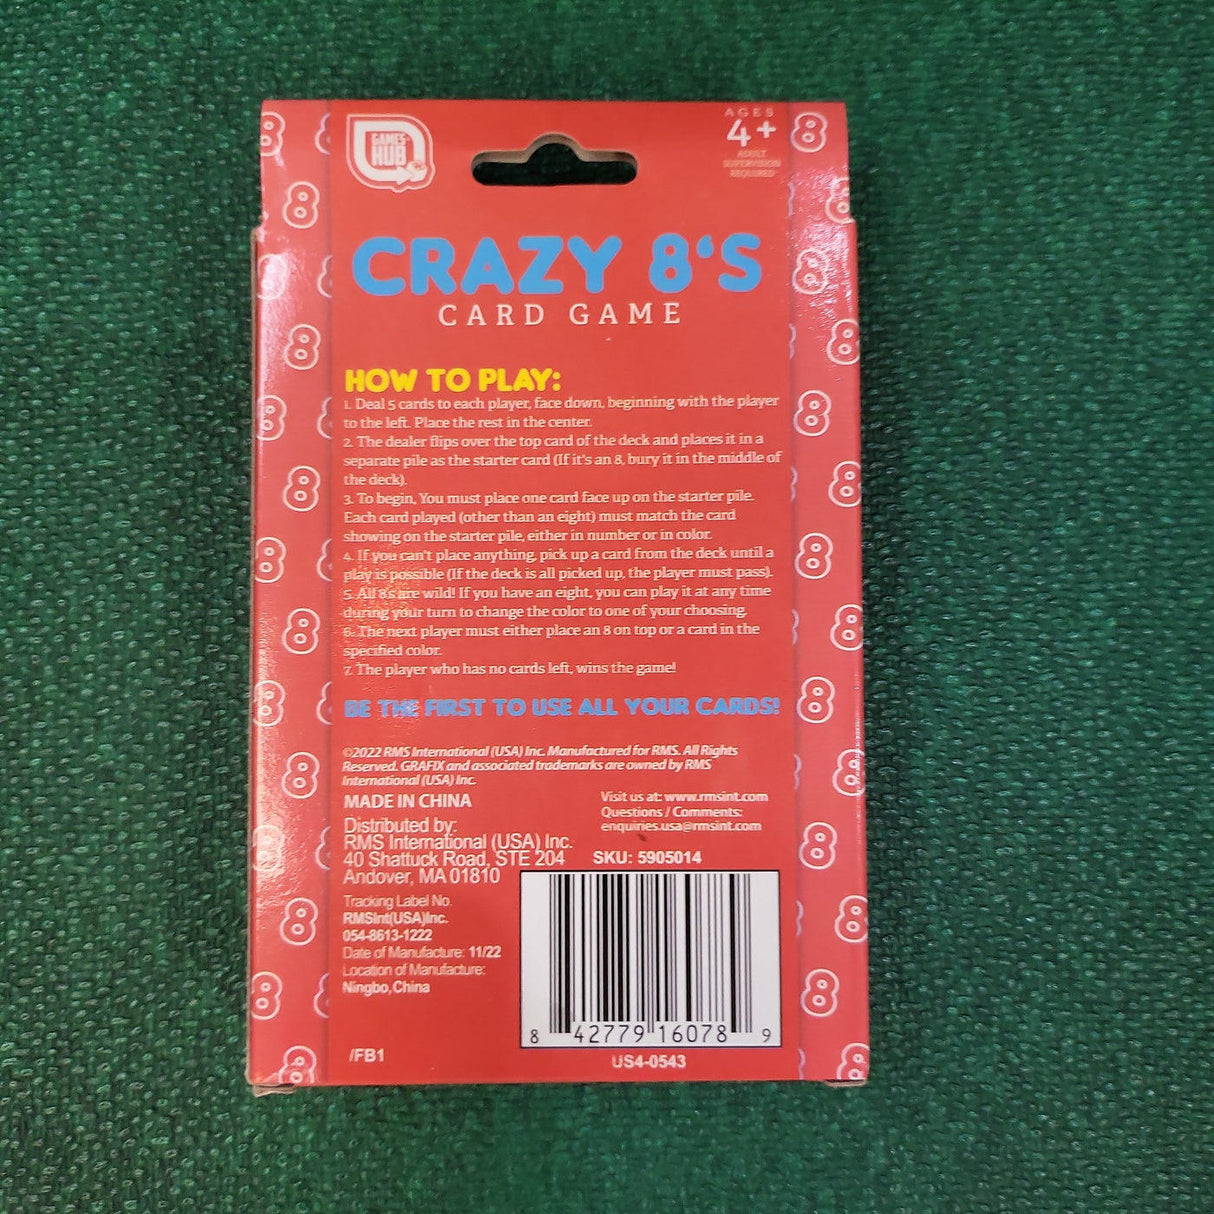 GAMES
HUB
AGES
4+
ADULT
SUPERVISION
REQUIRED
CRAZY 8'S
CARD GAME
HOW TO PLAY:
1. Deal 5 cards to each player, face down, beginning with the player
to the left. Place the rest in the center.
2. The dealer flips over the top card of the deck and places it in a
separate pile as the starter card (If it's an 8, bury it in the middle of
the deck).
3. To begin, You must place one card face up on the starter pile.
Each card played (other than an eight) must match the card
showing on the starter pile, either in number or in color.
4. If you can't place anything, pick up a card from the deck until a
play is possible (If the deck is all picked up, the player must pass).
5. All 8's are wild! If you have an eight, you can play it at any time
during your turn to change the color to one of your choosing.
6. The next player must either place an 8 on top or a card in the
specified color.
7. The player who has no cards left, wins the game!
BE THE FIRST TO USE ALL YOUR CARDS!
©2022 RMS International (USA) Inc. Manufactured for RMS. All Rights
Reserved. GRAFIX and associated trademarks are owned by RMS
International (USA) Inc.
MADE IN CHINA
Distributed by:
RMS International (USA) Inc.
40 Shattuck Road, STE 204
Andover, MA 01810
Tracking Label No.
RMSInt(USA)Inc.
054-8613-1222
Date of Manufacture: 11/22
Location of Manufacture:
Ningbo,China
/FB1
Visit us at: www.rmsint.com
Questions / Comments:
enquiries.usa@rmsint.com
SKU: 5905014
8 42779 16078 9
US4-0543